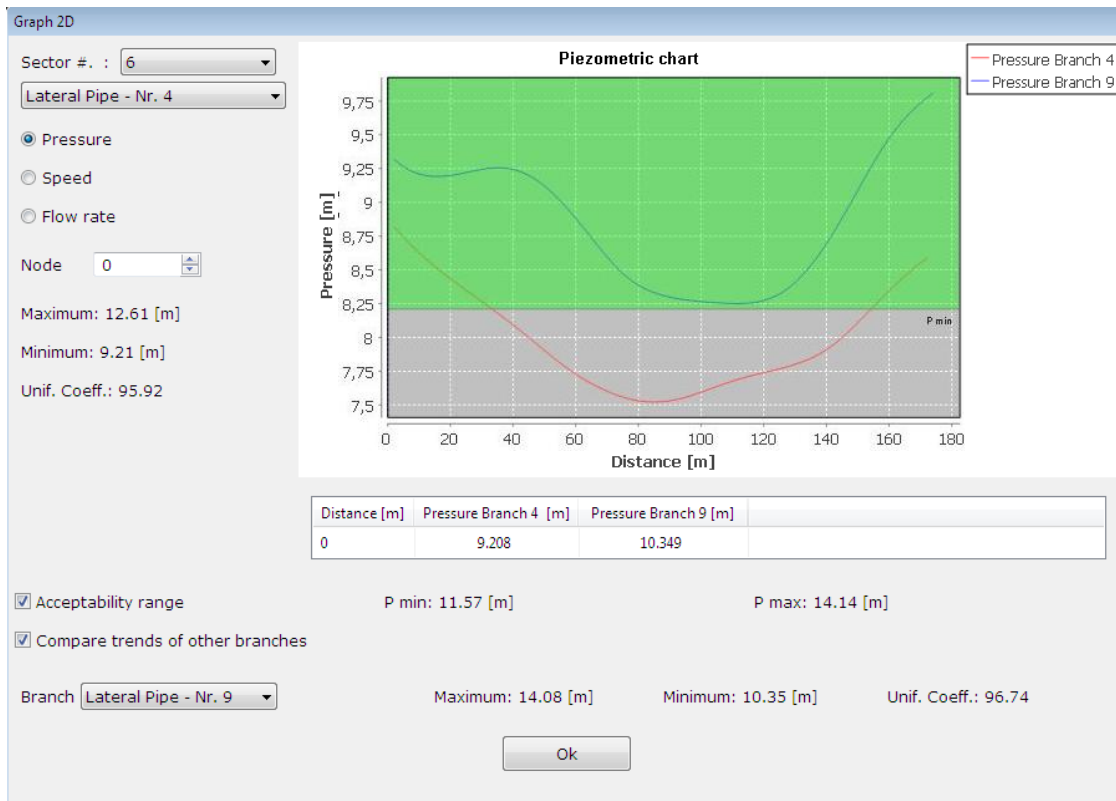 Graph 2D
Sector #. : 6
Lateral Pipe - Nr. 4
Pressure
Speed
Flow rate
Node 0
Maximum: 12.61 [m]
Minimum: 9.21 [m]
Unif. Coeff.: 95.92
Piezometric chart
Pressure Branch 4
Pressure Branch 9
Pressure [m]
9,75
9,5
9,25
9
8,75
8,5
8,25
8
7,75
7,5
P min
0 20 40 60 80 100 120 140 160 180
Distance [m]
Distance [m] Pressure Branch 4 [m] Pressure Branch 9 [m]
0 9.208 10.349
Acceptability range P min: 11.57 [m] P max: 14.14 [m]
Compare trends of other branches
Branch Lateral Pipe - Nr. 9 Maximum: 14.08 [m] Minimum: 10.35 [m] Unif. Coeff.: 96.74
Ok